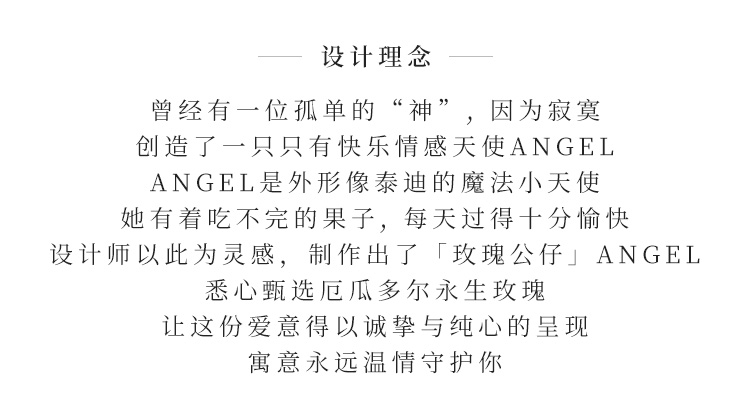 设计理念
曾经有一位孤单的“神”，因为寂寞
创造了一只只有快乐情感天使ANGEL
ANGEL是外形像泰迪的魔法小天使
她有着吃不完的果子，每天过得十分愉快
设计师以此为灵感，制作出了「玫瑰公仔」ANGEL
悉心甄选厄瓜多尔永生玫瑰
让这份爱意得以诚挚与纯心的呈现
寓意永远温情守护你